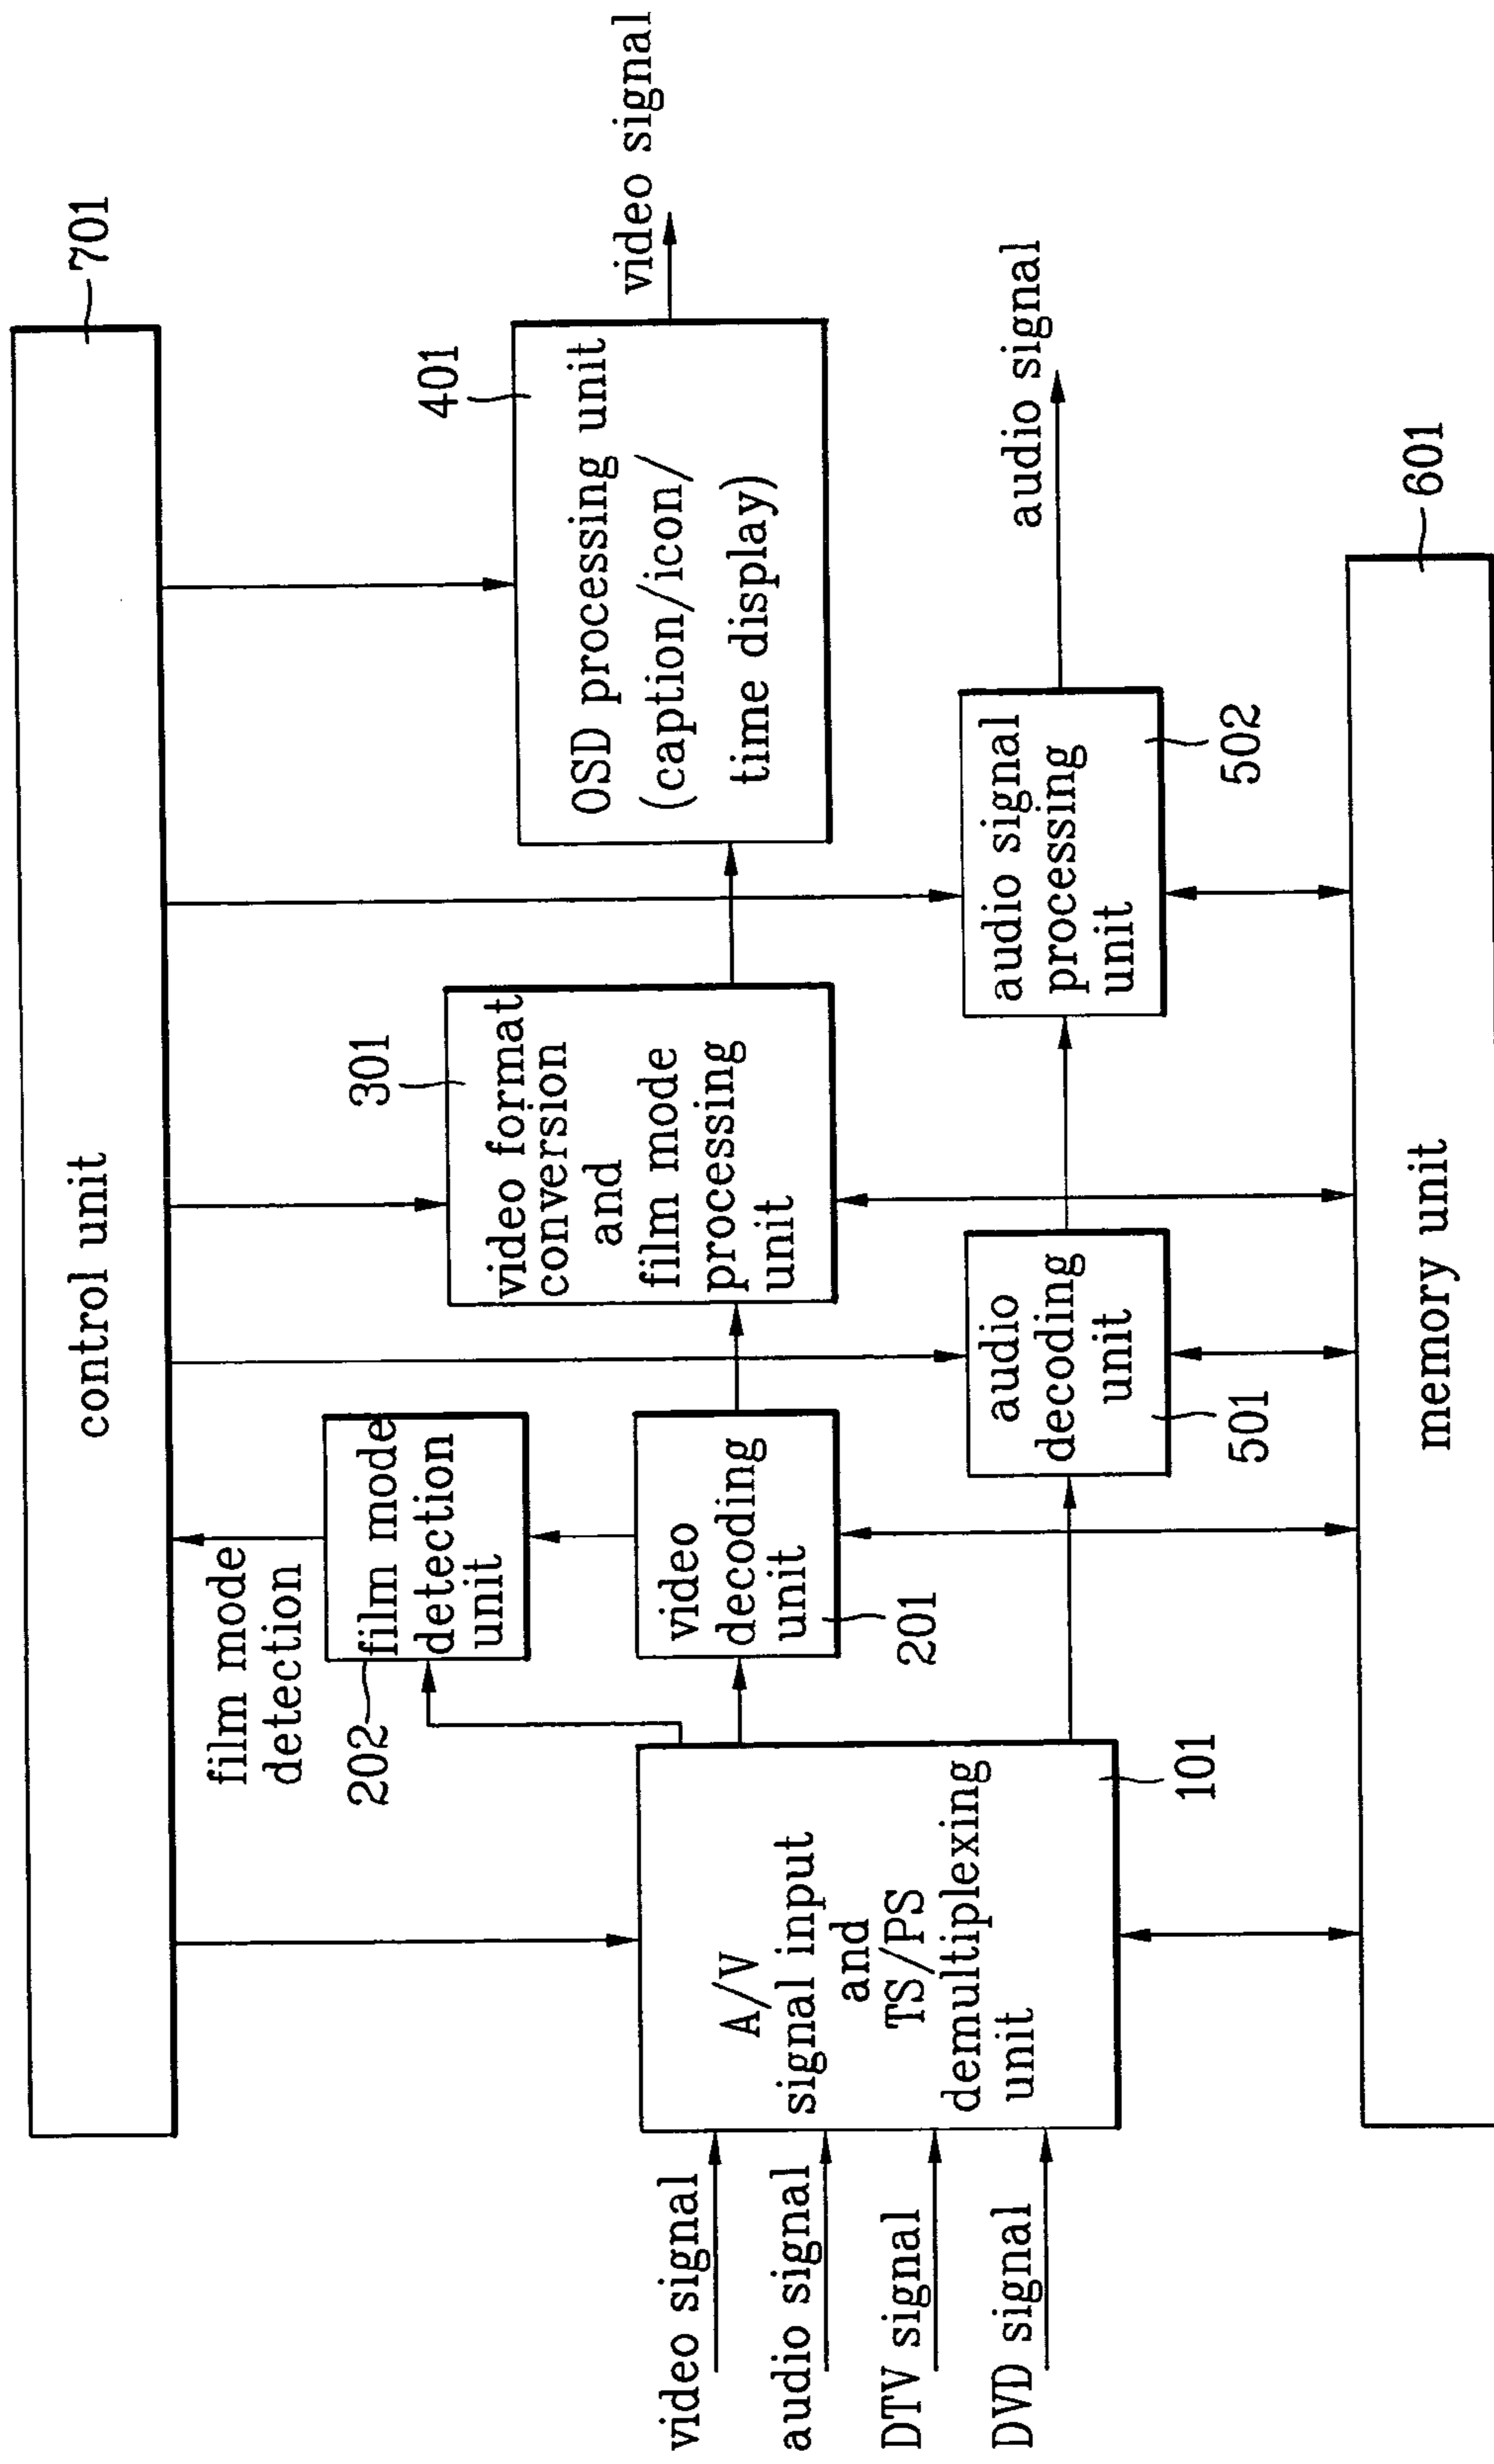 701
control unit
film mode
detection
202
film mode
detection
unit
301
video format
conversion
and
film mode
processing
unit
401
OSD processing unit
(caption/icon/
time display)
video signal
video signal
audio signal
DTV signal
DVD signal
A/V
signal input
and
TS/PS
demultiplexing
unit
101
video
decoding
unit
201
audio
decoding
unit
501
audio signal
processing
unit
502
audio signal
memory unit
601